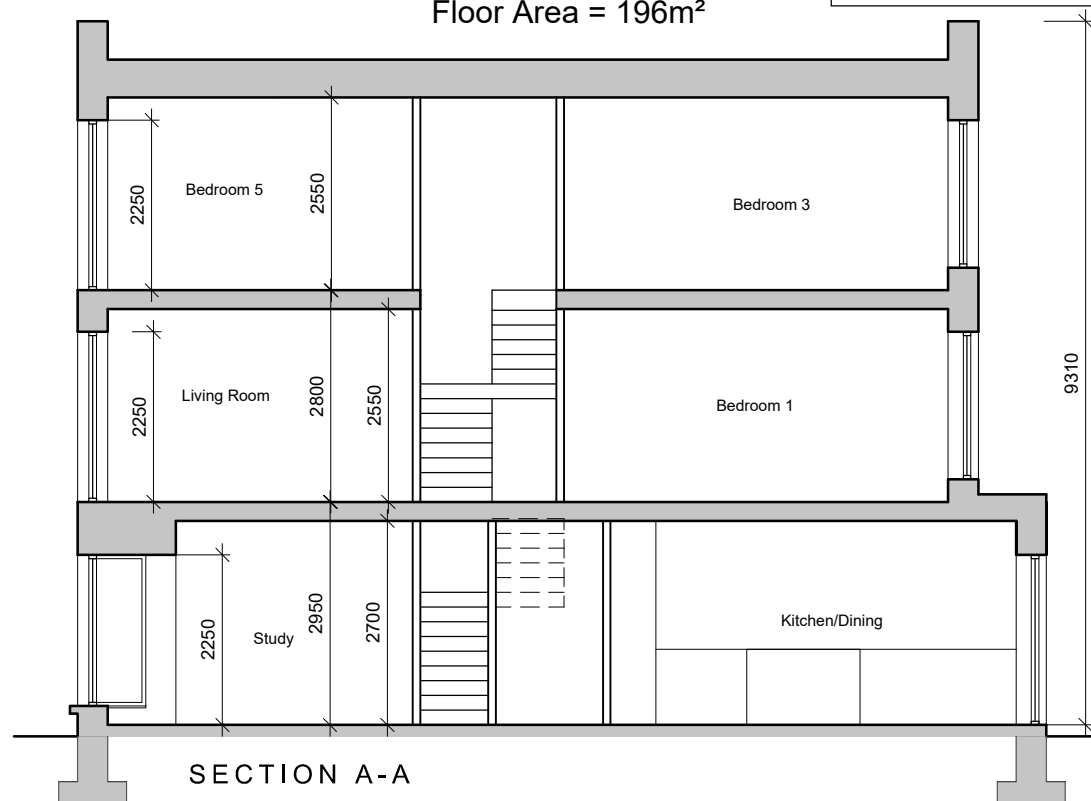 Floor Area = 196m²
Bedroom 5
2250
2550
Bedroom 3
9310
Living Room
2250
2800
2550
Bedroom 1
Study
2250
2950
2700
Kitchen/Dining
SECTION A-A